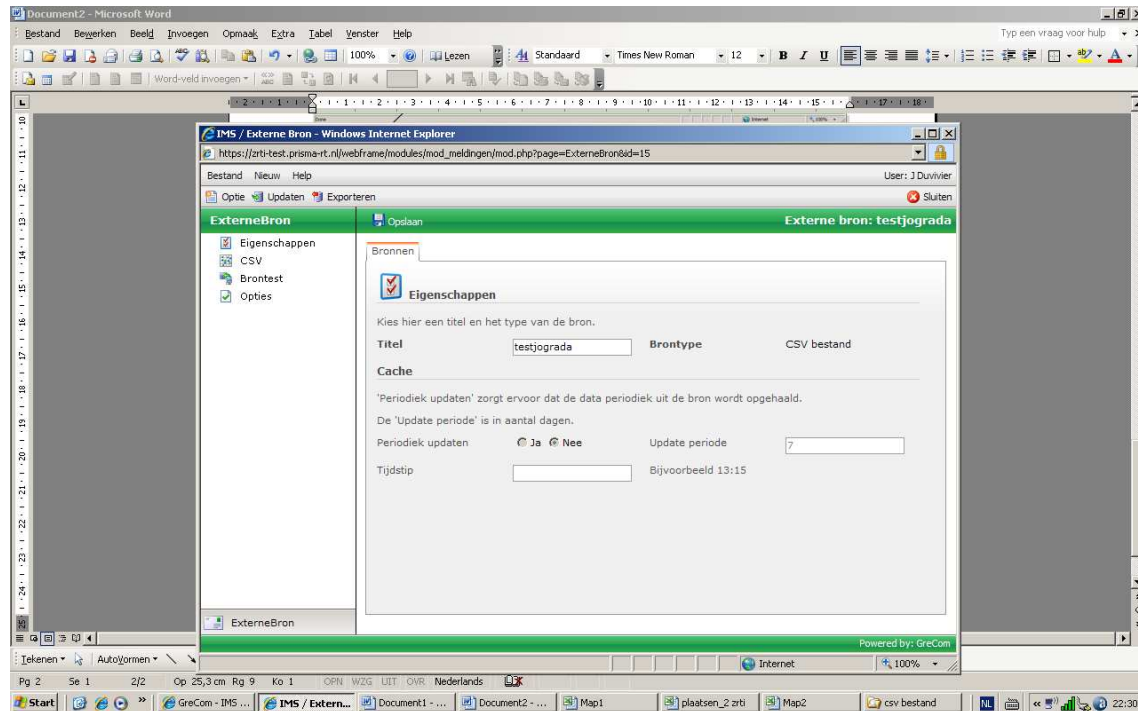 Document2 - Microsoft Word
Bestand Bewerken Beeld Invoegen Opmaak Extra Tabel Venster Help Typ een vraag voor hulp
100% Lezen Standaard Times New Roman 12 B I U
Word-veld invoegen
IMS / Externe Bron - Windows Internet Explorer
https://zrti-test.prisma-rt.nl/webframe/modules/mod_meldingen/mod.php?page=ExterneBron&id=15
Bestand Nieuw Help User: J Duvivier
Optie Updaten Exporteren Sluiten
ExterneBron Opslaan Externe bron: testjograda
Eigenschappen
CSV
Brontest
Opties
Bronnen
Eigenschappen
Kies hier een titel en het type van de bron.
Titel testjograda Brontype CSV bestand
Cache
'Periodiek updaten' zorgt ervoor dat de data periodiek uit de bron wordt opgehaald.
De 'Update periode' is in aantal dagen.
Periodiek updaten Ja Nee Update periode 7
Tijdstip Bijvoorbeeld 13:15
ExterneBron
Powered by: GreCom
Internet 100%
Tekenen AutoVormen
Pg 2 Se 1 2/2 Op 25,3 cm Rg 9 Ko 1 OPN WZG UIT OVR Nederlands
Start GreCom - IMS ... IMS / Extern... Document1 - ... Document2 - ... Map1 plaatsen_2 zrti Map2 csv bestand NL 22:30